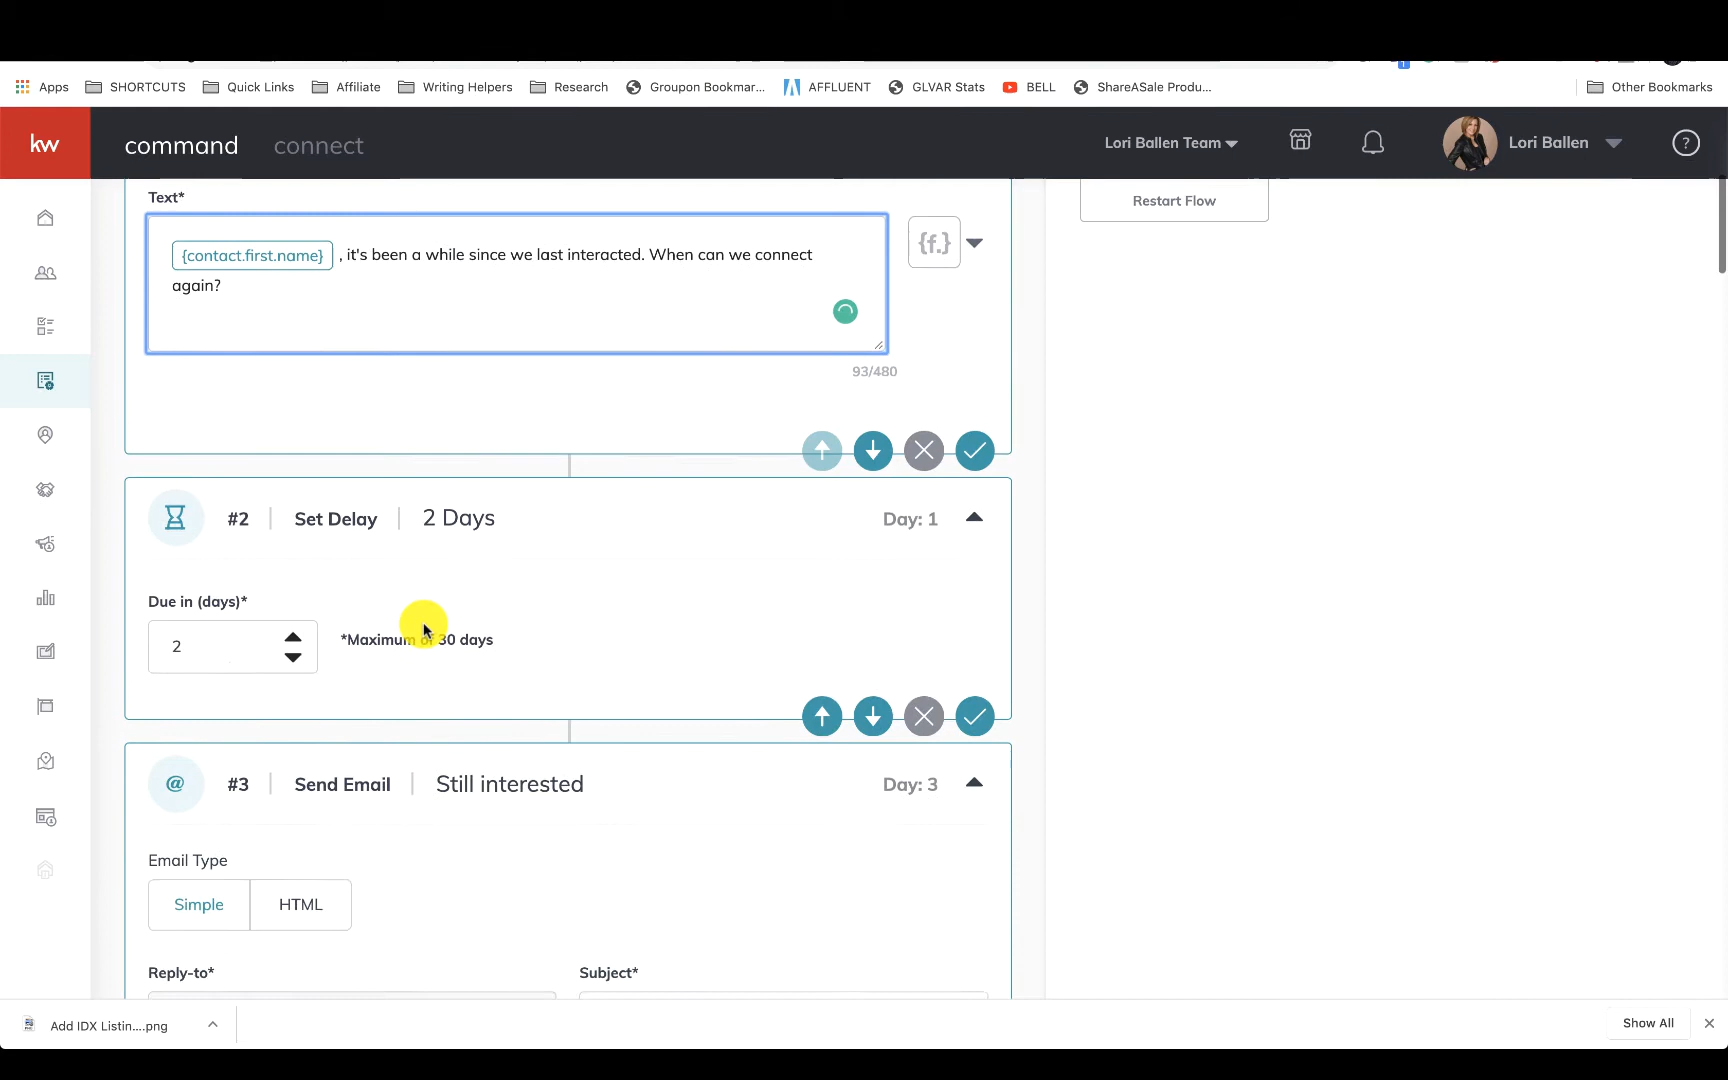 Apps SHORTCUTS Quick Links Affiliate Writing Helpers Research Groupon Bookmar... AFFLUENT GLVAR Stats BELL ShareASale Produ... Other Bookmarks
kw command connect Lori Ballen Team Lori Ballen ?
Text*
{contact.first.name} , it's been a while since we last interacted. When can we connect
again?
{f.}
93/480
Restart Flow
#2 Set Delay 2 Days Day: 1
Due in (days)*
2 *Maximum of 30 days
@ #3 Send Email Still interested Day: 3
Email Type
Simple HTML
Reply-to* Subject*
Add IDX Listin....png Show All